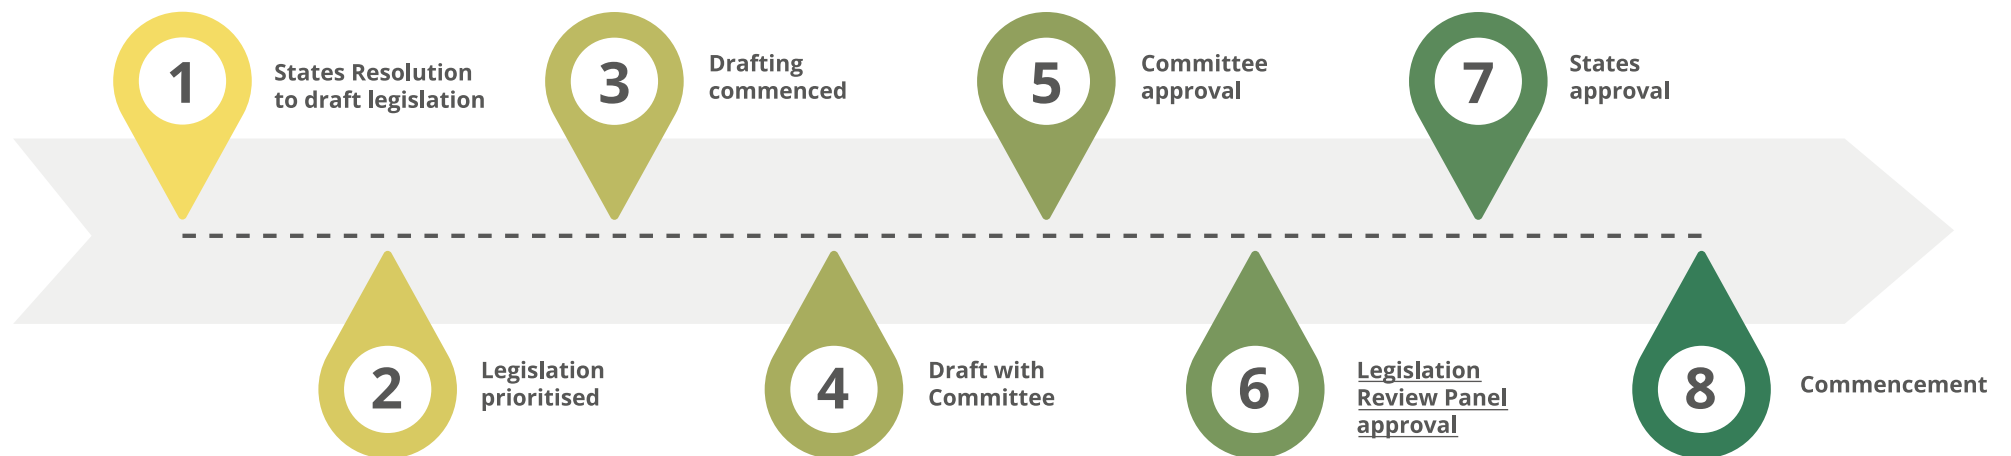 1
States Resolution
to draft legislation
2
Legislation
prioritised
3
Drafting
commenced
4
Draft with
Committee
5
Committee
approval
6
Legislation
Review Panel
approval
7
States
approval
8
Commencement